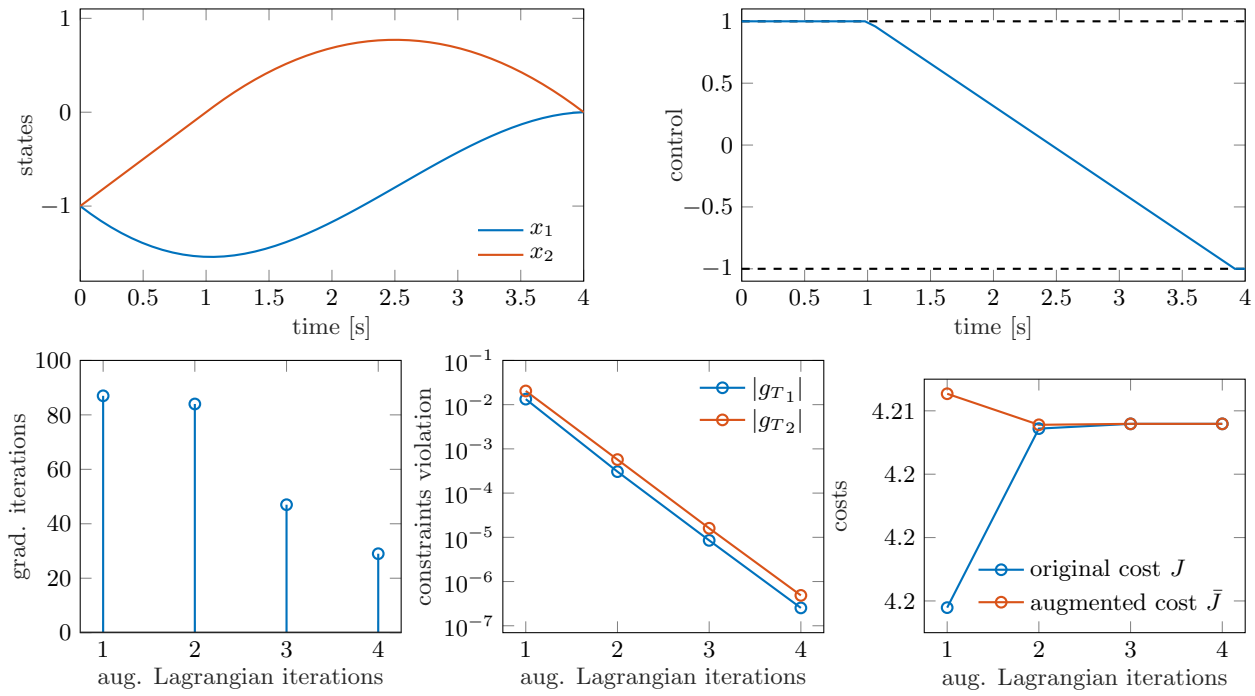 1
0
−1
states
x1
x2
0 0.5 1 1.5 2 2.5 3 3.5 4
time [s]
1
0.5
0
−0.5
−1
control
0 0.5 1 1.5 2 2.5 3 3.5 4
time [s]
100
80
60
40
20
0
grad. iterations
1 2 3 4
aug. Lagrangian iterations
10−1
10−2
10−3
10−4
10−5
10−6
10−7
constraints violation
|gT1|
|gT2|
1 2 3 4
aug. Lagrangian iterations
4.21
4.2
4.2
4.2
costs
original cost J
augmented cost J̄
1 2 3 4
aug. Lagrangian iterations